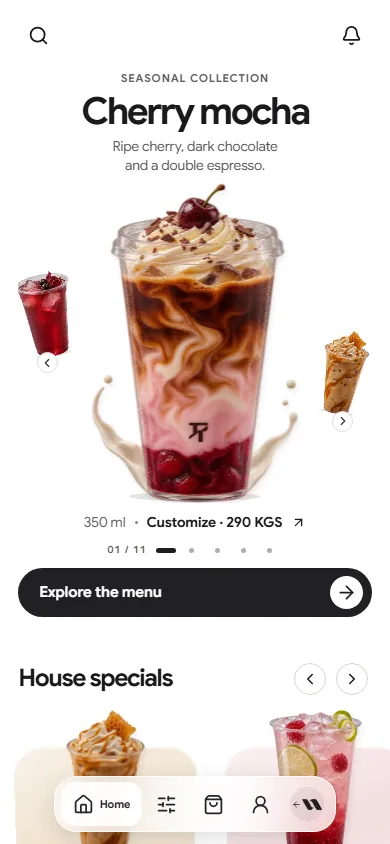 SEASONAL COLLECTION
Cherry mocha
Ripe cherry, dark chocolate
and a double espresso.
350 ml • Customize · 290 KGS
01 / 11
Explore the menu
House specials
Home